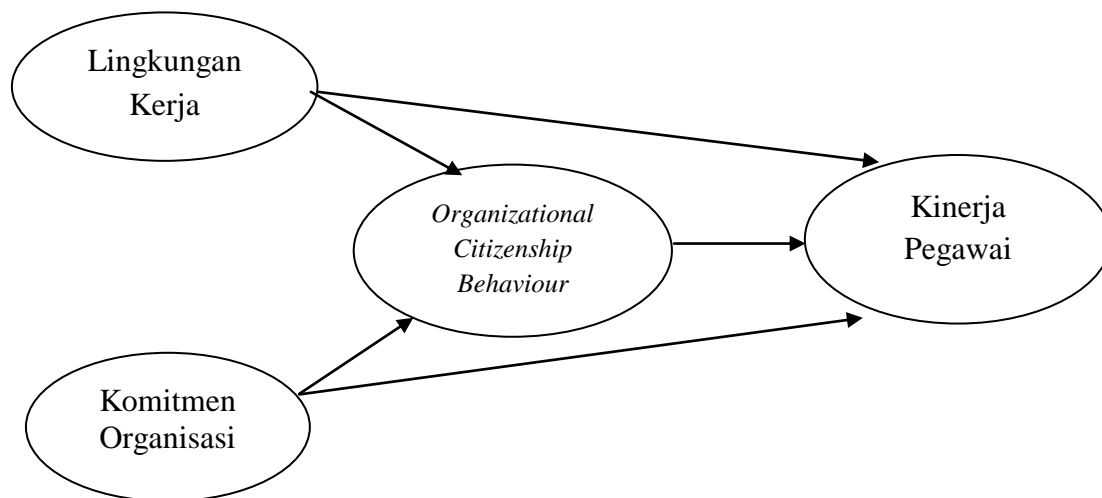 Lingkungan
Kerja
Organizational
Citizenship
Behaviour
Kinerja
Pegawai
Komitmen
Organisasi